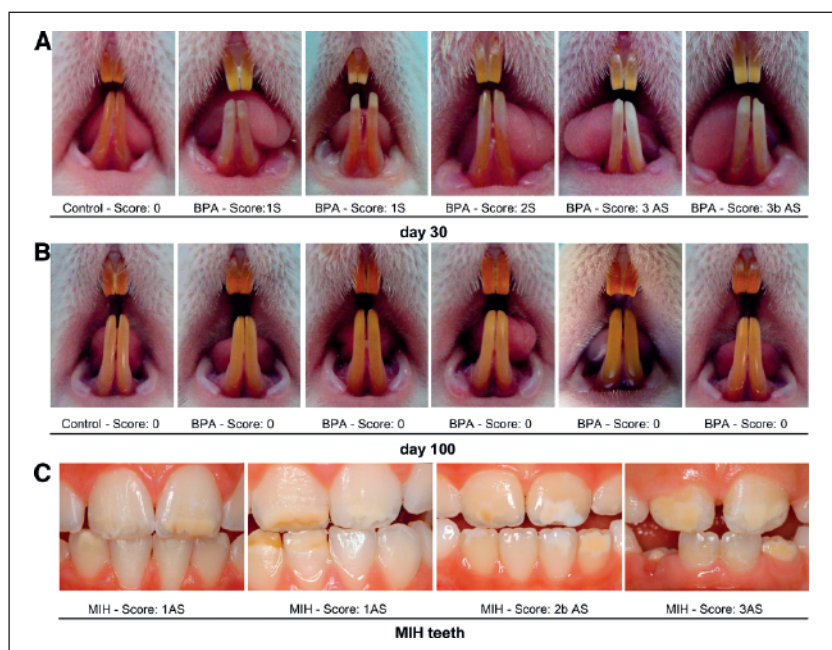 A
Control - Score: 0 BPA - Score:1S BPA - Score: 1S BPA - Score: 2S BPA - Score: 3 AS BPA - Score: 3b AS
day 30
B
Control - Score: 0 BPA - Score: 0 BPA - Score: 0 BPA - Score: 0 BPA - Score: 0 BPA - Score: 0
day 100
C
MIH - Score: 1AS MIH - Score: 1AS MIH - Score: 2b AS MIH - Score: 3AS
MIH teeth